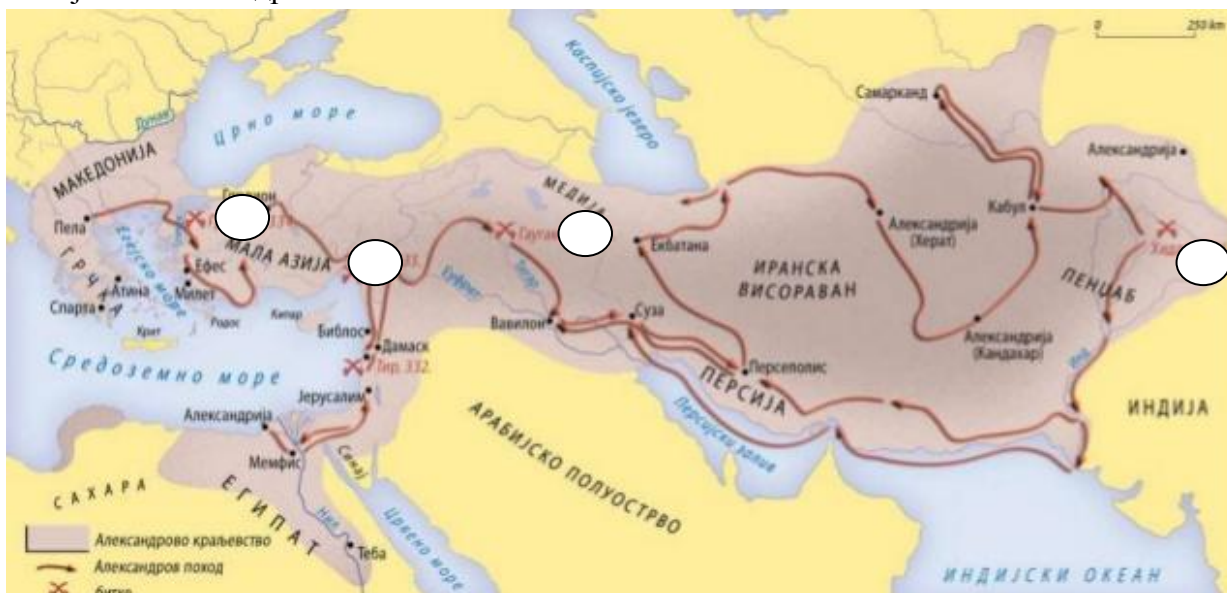 0 250 km
Каспијско језеро
Самарканд
Црно море
Дунав
Александрија
МАКЕДОНИЈА
МЕДИЈА
Кабул
Пела
Александрија
(Херат)
Екбатана
МАЛА АЗИЈА
Егејско море
ГРЧКА
Ефес
ИРАНСКА
ВИСОРАВАН
ПЕНЏАБ
Тигар
Еуфрат
Атина
Милет
Спарта
Суза
Вавилон
Родос
Кипар
Крит
Библос
Александрија
(Кандахар)
Дамаск
Инд
Средоземно море
Тир 332.
Персеполис
ПЕРСИЈА
Јерусалим
ИНДИЈА
Александрија
Персијски залив
АРАБИЈСКО ПОЛУОСТРВО
Мемфис
Синај
САХАРА
ЕГИПАТ
Нил
Црвено море
Александрово краљевство
Теба
Александров поход
ИНДИЈСКИ ОКЕАН